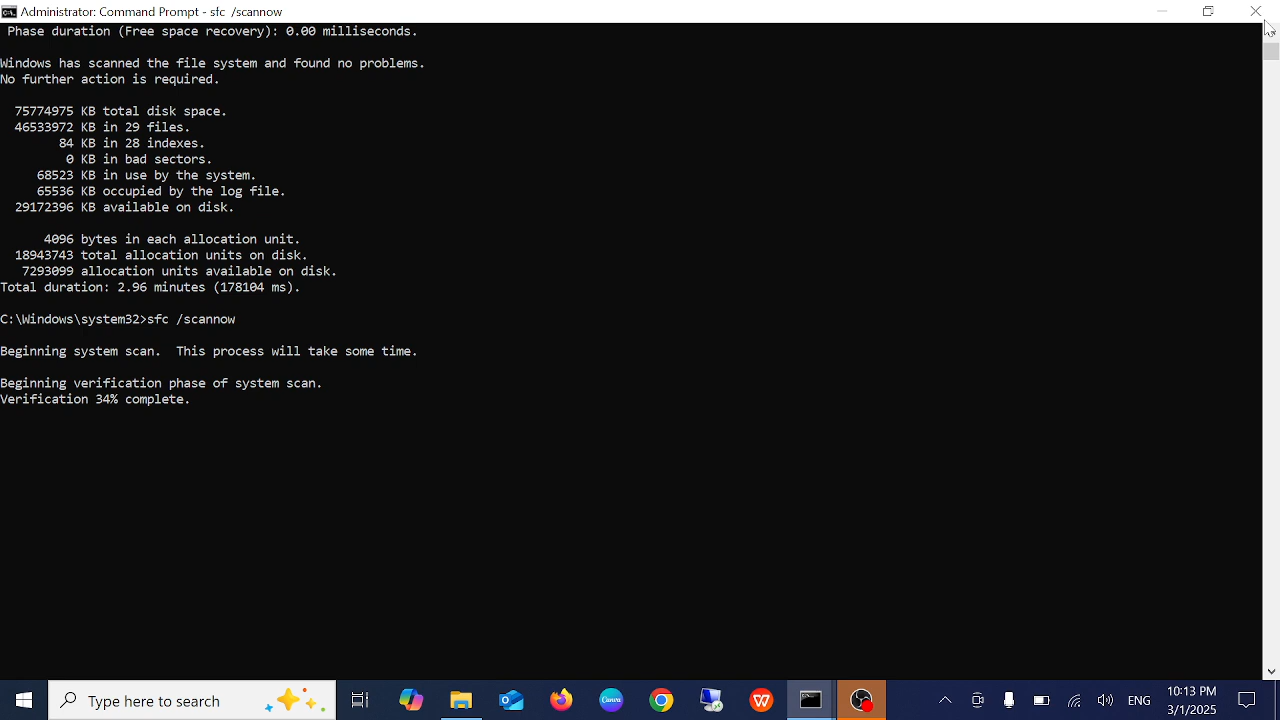 Administrator: Command Prompt - sfc  /scannow
Phase duration (Free space recovery): 0.00 milliseconds.
Windows has scanned the file system and found no problems.
No further action is required.
75774975 KB total disk space.
46533972 KB in 29 files.
84 KB in 28 indexes.
0 KB in bad sectors.
68523 KB in use by the system.
65536 KB occupied by the log file.
29172396 KB available on disk.
4096 bytes in each allocation unit.
18943743 total allocation units on disk.
7293099 allocation units available on disk.
Total duration: 2.96 minutes (178104 ms).
C:\Windows\system32>sfc /scannow
Beginning system scan.  This process will take some time.
Beginning verification phase of system scan.
Verification 34% complete.
Type here to search
Canva
W
ENG
10:13 PM
3/1/2025